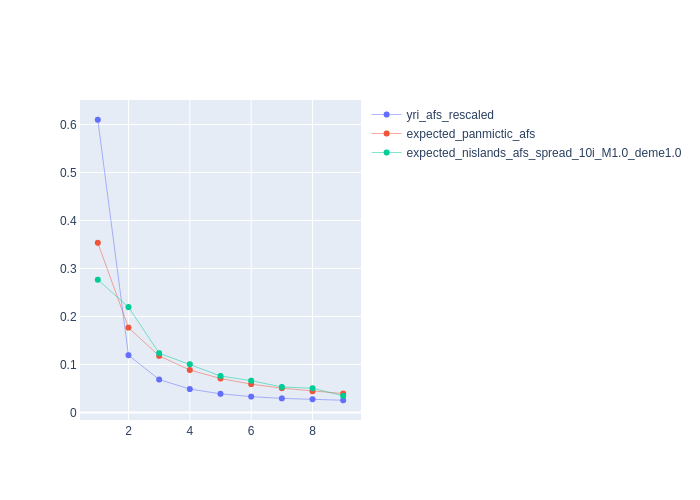 yri_afs_rescaled
expected_panmictic_afs
expected_nislands_afs_spread_10i_M1.0_deme1.0
0.6
0.5
0.4
0.3
0.2
0.1
0
2 4 6 8